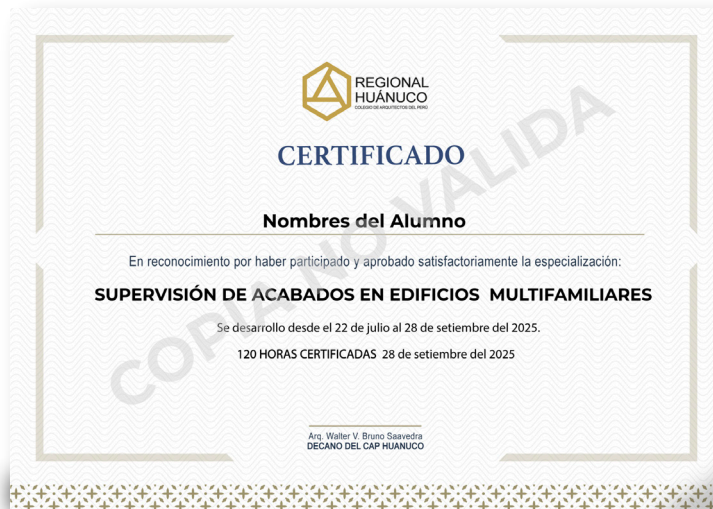 REGIONAL
HUÁNUCO
COLEGIO DE ARQUITECTOS DEL PERÚ
CERTIFICADO
Nombres del Alumno
En reconocimiento por haber participado y aprobado satisfactoriamente la especialización:
SUPERVISIÓN DE ACABADOS EN EDIFICIOS MULTIFAMILIARES
Se desarrollo desde el 22 de julio al 28 de setiembre del 2025.
120 HORAS CERTIFICADAS 28 de setiembre del 2025
COPIA NO VALIDA
Arq. Walter V. Bruno Saavedra
DECANO DEL CAP HUANUCO